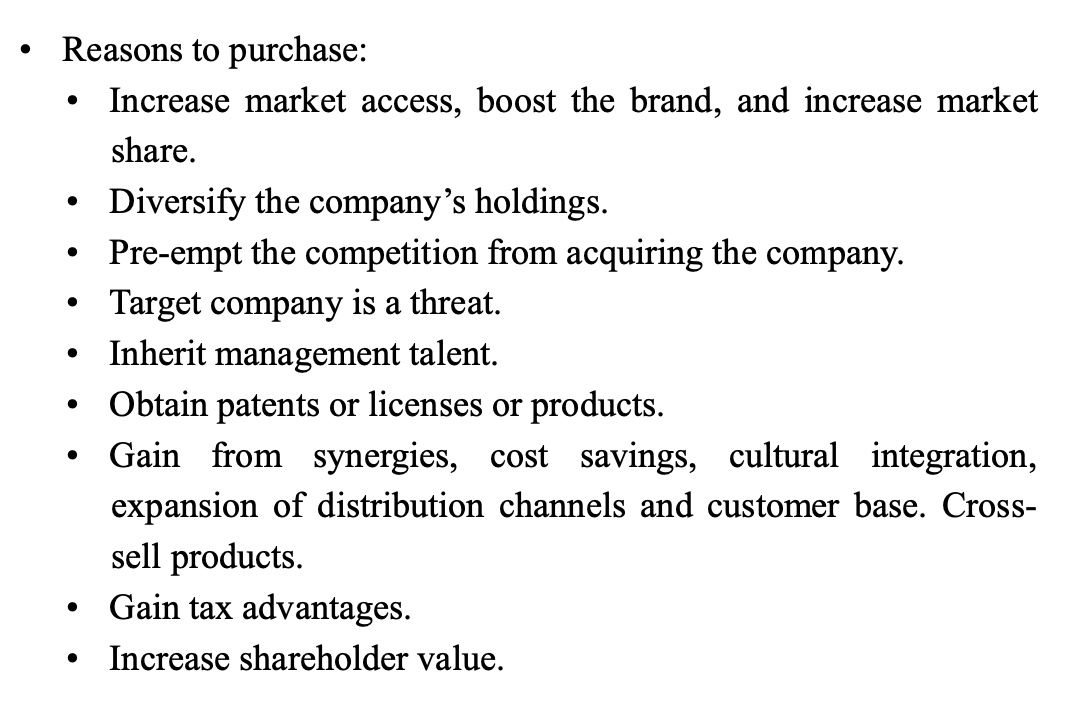 • Reasons to purchase:
• Increase market access, boost the brand, and increase market
share.
• Diversify the company’s holdings.
• Pre-empt the competition from acquiring the company.
• Target company is a threat.
• Inherit management talent.
• Obtain patents or licenses or products.
• Gain from synergies, cost savings, cultural integration,
expansion of distribution channels and customer base. Cross-
sell products.
• Gain tax advantages.
• Increase shareholder value.